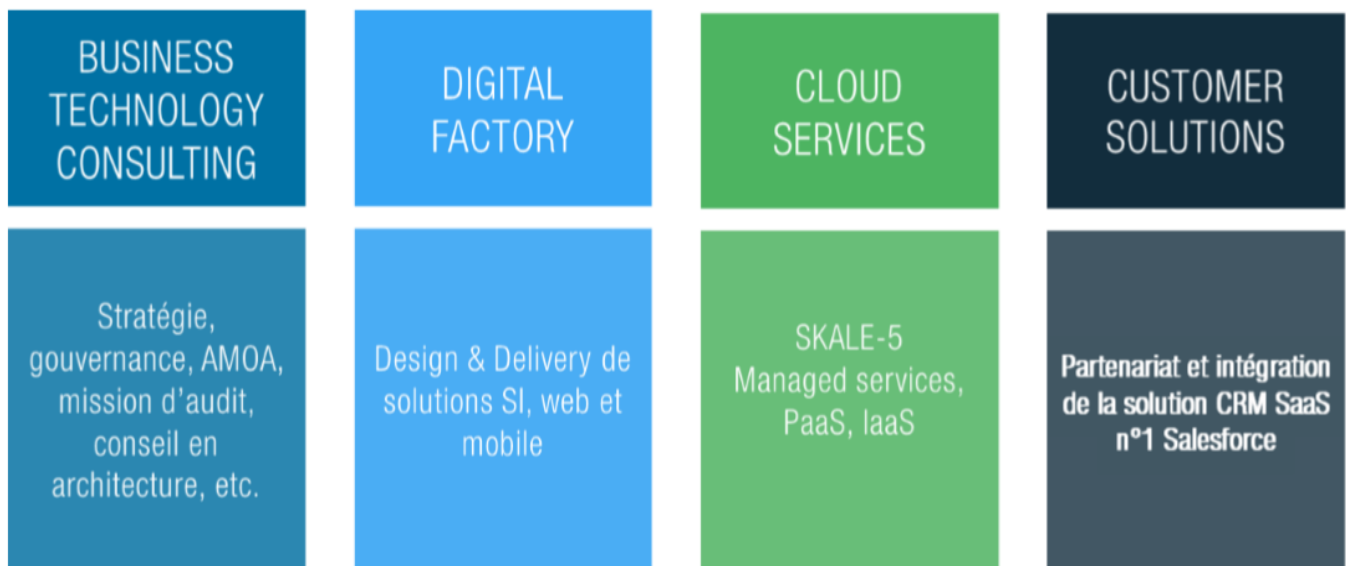 BUSINESS
TECHNOLOGY
CONSULTING
Stratégie,
gouvernance, AMOA,
mission d'audit,
conseil en
architecture, etc.
DIGITAL
FACTORY
Design & Delivery de
solutions SI, web et
mobile
CLOUD
SERVICES
SKALE-5
Managed services,
PaaS, IaaS
CUSTOMER
SOLUTIONS
Partenariat et intégration
de la solution CRM SaaS
n°1 Salesforce